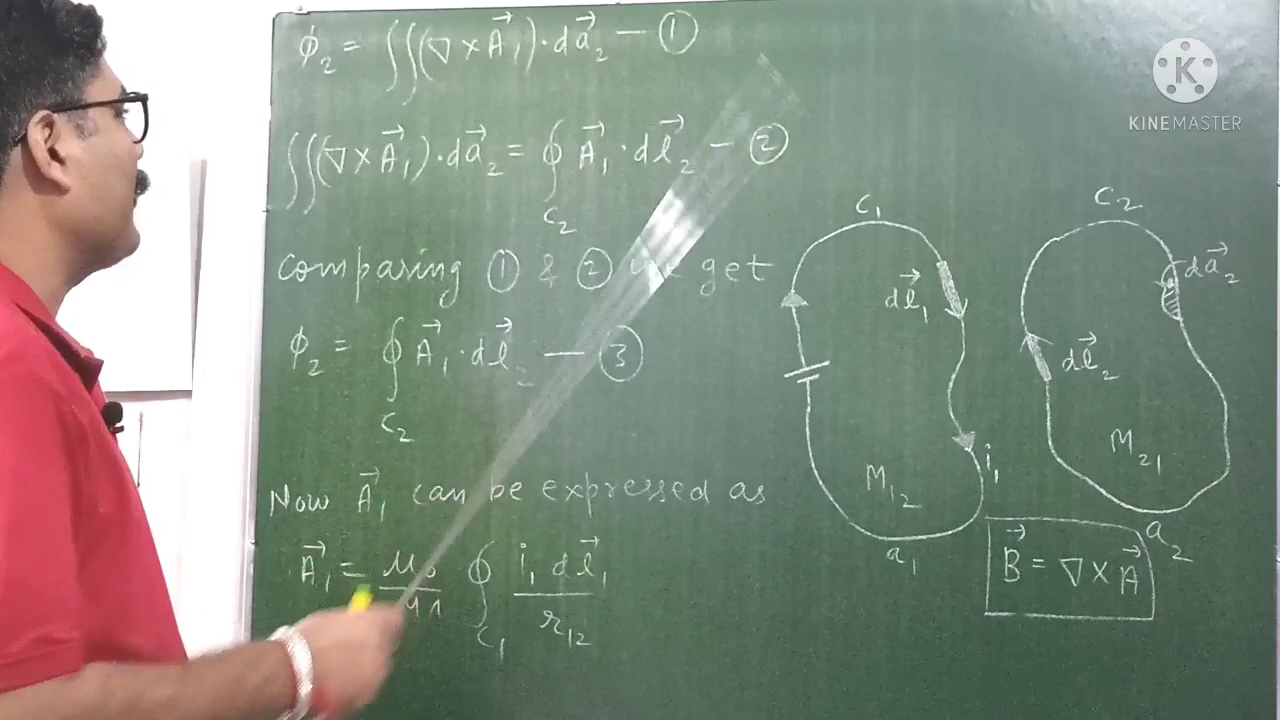 ϕ₂ = ∬(∇ × A⃗₁)·da⃗₂ — ①
∬(∇ × A⃗₁)·da⃗₂ = ∮ A⃗₁·dl⃗₂ — ②
C₂
comparing ① & ② we get
ϕ₂ = ∮ A⃗₁·dl⃗₂ — ③
C₂
Now A⃗₁ can be expressed as
A⃗₁ = μ₀/4π ∮ i₁ dl⃗₁/r₁₂
C₁
C₁
dl⃗₁
i₁
M₁₂
a₁
C₂
da⃗₂
dl⃗₂
M₂₁
a₂
B⃗ = ∇ × A⃗
K
KINEMASTER